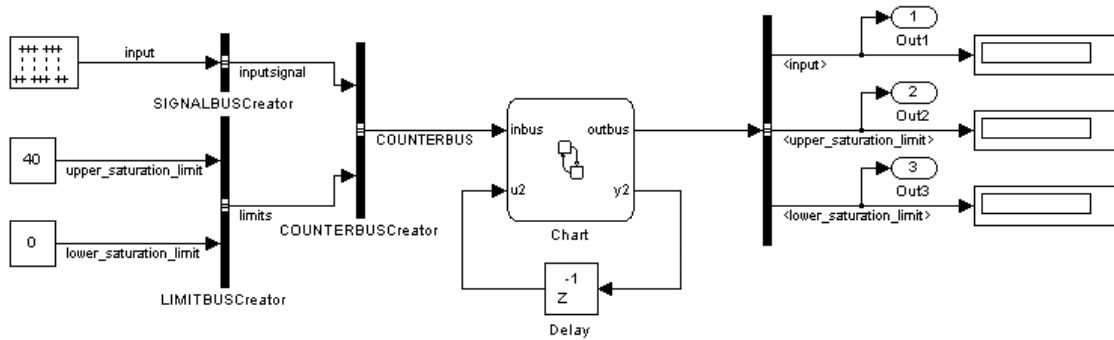 input
SIGNALBUSCreator
inputsignal
40
upper_saturation_limit
0
lower_saturation_limit
limits
LIMITBUSCreator
COUNTERBUSCreator
COUNTERBUS
inbus
outbus
u2
y2
Chart
-1
Z
Delay
1
Out1
<input>
2
Out2
<upper_saturation_limit>
3
Out3
<lower_saturation_limit>